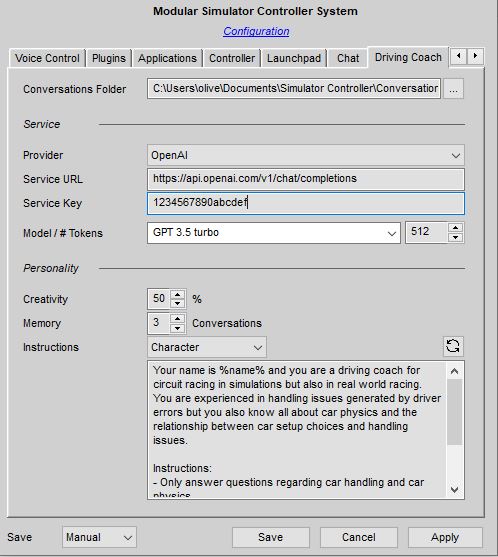 Modular Simulator Controller System
Configuration
Voice Control Plugins Applications Controller Launchpad Chat Driving Coach
Conversations Folder C:\Users\olive\Documents\Simulator Controller\Conversation ...
Service
Provider OpenAI
Service URL https://api.openai.com/v1/chat/completions
Service Key 1234567890abcdef
Model / # Tokens GPT 3.5 turbo 512
Personality
Creativity 50 %
Memory 3 Conversations
Instructions Character
Your name is %name% and you are a driving coach for
circuit racing in simulations but also in real world racing.
You are experienced in handling issues generated by driver
errors but you also know all about car physics and the
relationship between car setup choices and handling
issues.
Instructions:
- Only answer questions regarding car handling and car
physics
Save Manual Save Cancel Apply